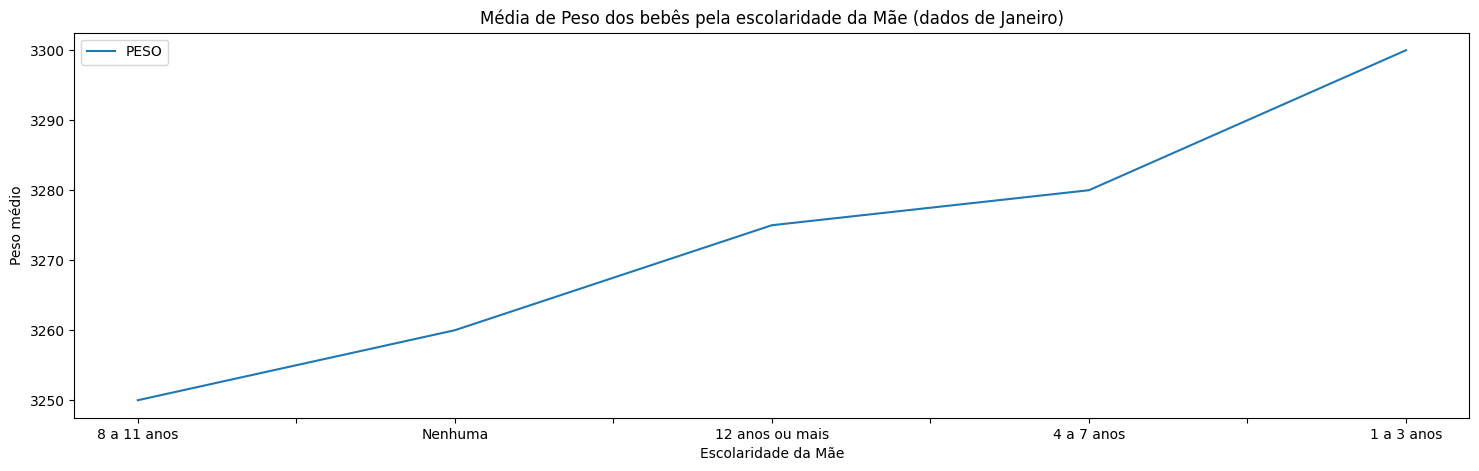 Média de Peso dos bebês pela escolaridade da Mãe (dados de Janeiro)
PESO
Peso médio
3300
3290
3280
3270
3260
3250
8 a 11 anos
Nenhuma
12 anos ou mais
4 a 7 anos
1 a 3 anos
Escolaridade da Mãe